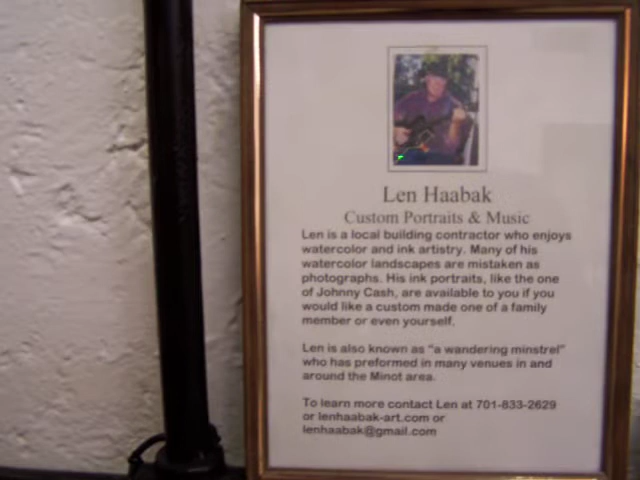 Len Haabak
Custom Portraits & Music
Len is a local building contractor who enjoys
watercolor and ink artistry. Many of his
watercolor landscapes are mistaken as
photographs. His ink portraits, like the one
of Johnny Cash, are available to you if you
would like a custom made one of a family
member or even yourself.
Len is also known as "a wandering minstrel"
who has preformed in many venues in and
around the Minot area.
To learn more contact Len at 701-833-2629
or lenhaabak-art.com or
lenhaabak@gmail.com